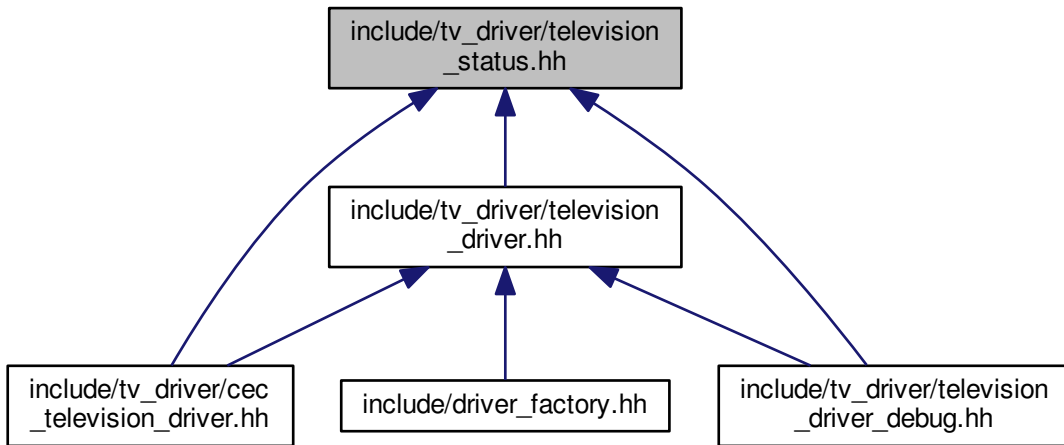 include/tv_driver/television
_status.hh
include/tv_driver/television
_driver.hh
include/tv_driver/cec
_television_driver.hh
include/driver_factory.hh
include/tv_driver/television
_driver_debug.hh